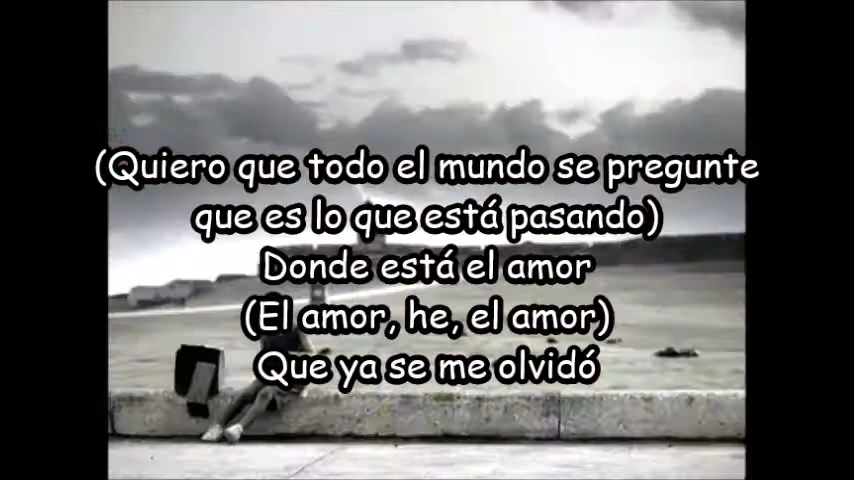 (Quiero que todo el mundo se pregunte
que es lo que está pasando)
Donde está el amor
(El amor, he, el amor)
Que ya se me olvidó